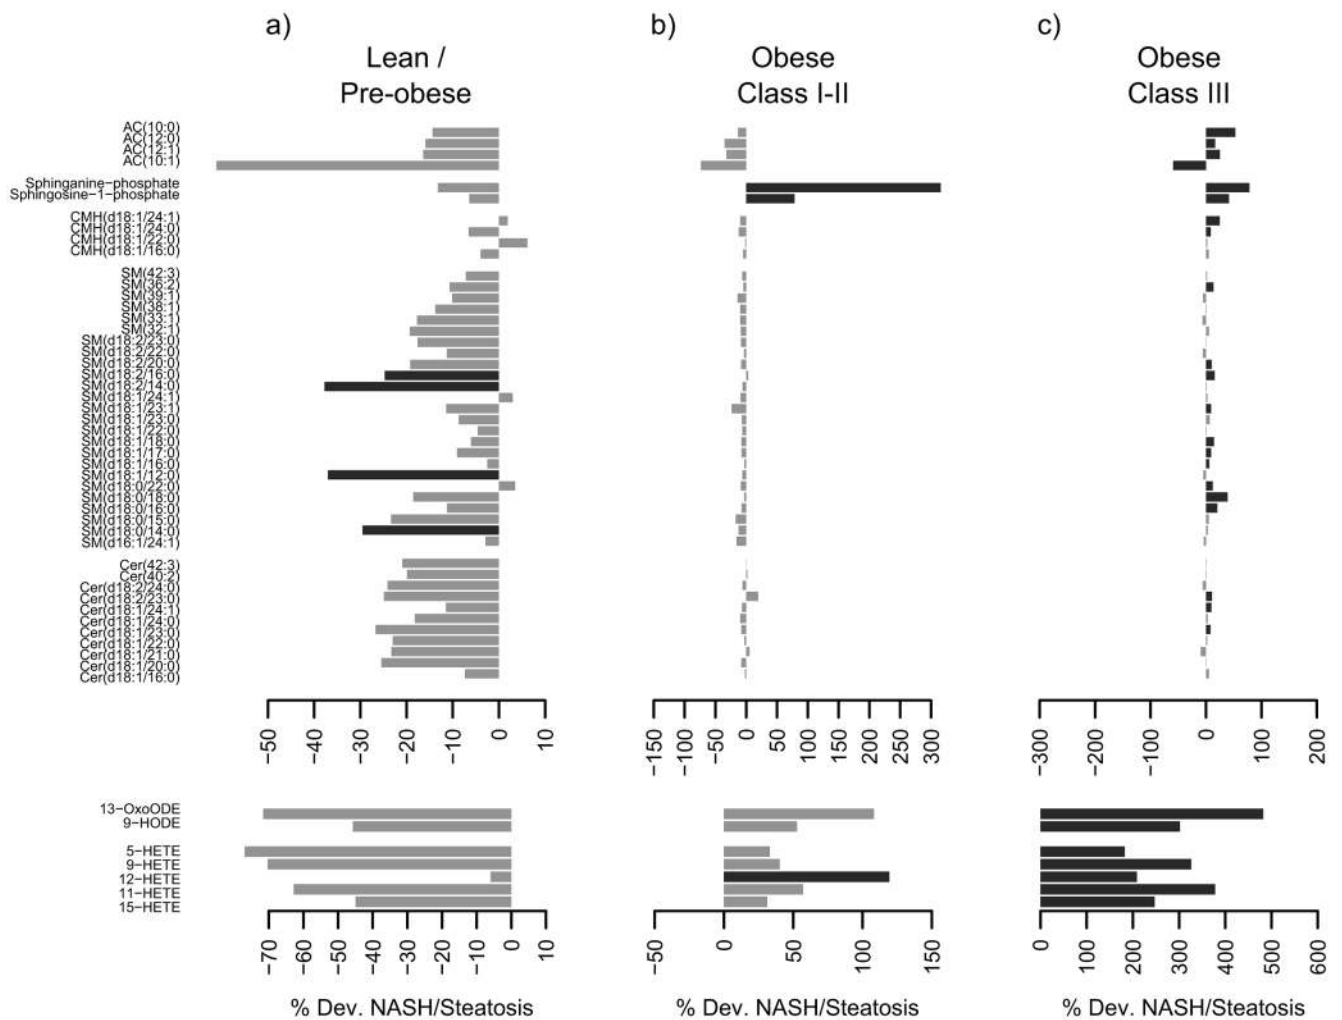 a)
Lean /
Pre-obese
b)
Obese
Class I-II
c)
Obese
Class III
AC(10:0)
AC(12:0)
AC(12:1)
AC(10:1)
Sphinganine-phosphate
Sphingosine-1-phosphate
CMH(d18:1/24:1)
CMH(d18:1/24:0)
CMH(d18:1/22:0)
CMH(d18:1/16:0)
SM(42:3)
SM(36:2)
SM(39:1)
SM(38:1)
SM(33:1)
SM(32:1)
SM(d18:2/23:0)
SM(d18:2/22:0)
SM(d18:2/20:0)
SM(d18:2/16:0)
SM(d18:2/14:0)
SM(d18:1/24:1)
SM(d18:1/23:1)
SM(d18:1/23:0)
SM(d18:1/22:0)
SM(d18:1/18:0)
SM(d18:1/17:0)
SM(d18:1/16:0)
SM(d18:1/12:0)
SM(d18:0/22:0)
SM(d18:0/18:0)
SM(d18:0/16:0)
SM(d18:0/15:0)
SM(d18:0/14:0)
SM(d16:1/24:1)
Cer(42:3)
Cer(40:2)
Cer(d18:2/24:0)
Cer(d18:2/23:0)
Cer(d18:1/24:1)
Cer(d18:1/24:0)
Cer(d18:1/23:0)
Cer(d18:1/22:0)
Cer(d18:1/21:0)
Cer(d18:1/20:0)
Cer(d18:1/16:0)
−50 −40 −30 −20 −10 0 10
−150 −100 −50 0 50 100 150 200 250 300
−300 −200 −100 0 100 200
13−OxoODE
9−HODE
5−HETE
9−HETE
12−HETE
11−HETE
15−HETE
−70 −60 −50 −40 −30 −20 −10 0 10
−50 0 50 100 150
0 100 200 300 400 500 600
% Dev. NASH/Steatosis
% Dev. NASH/Steatosis
% Dev. NASH/Steatosis